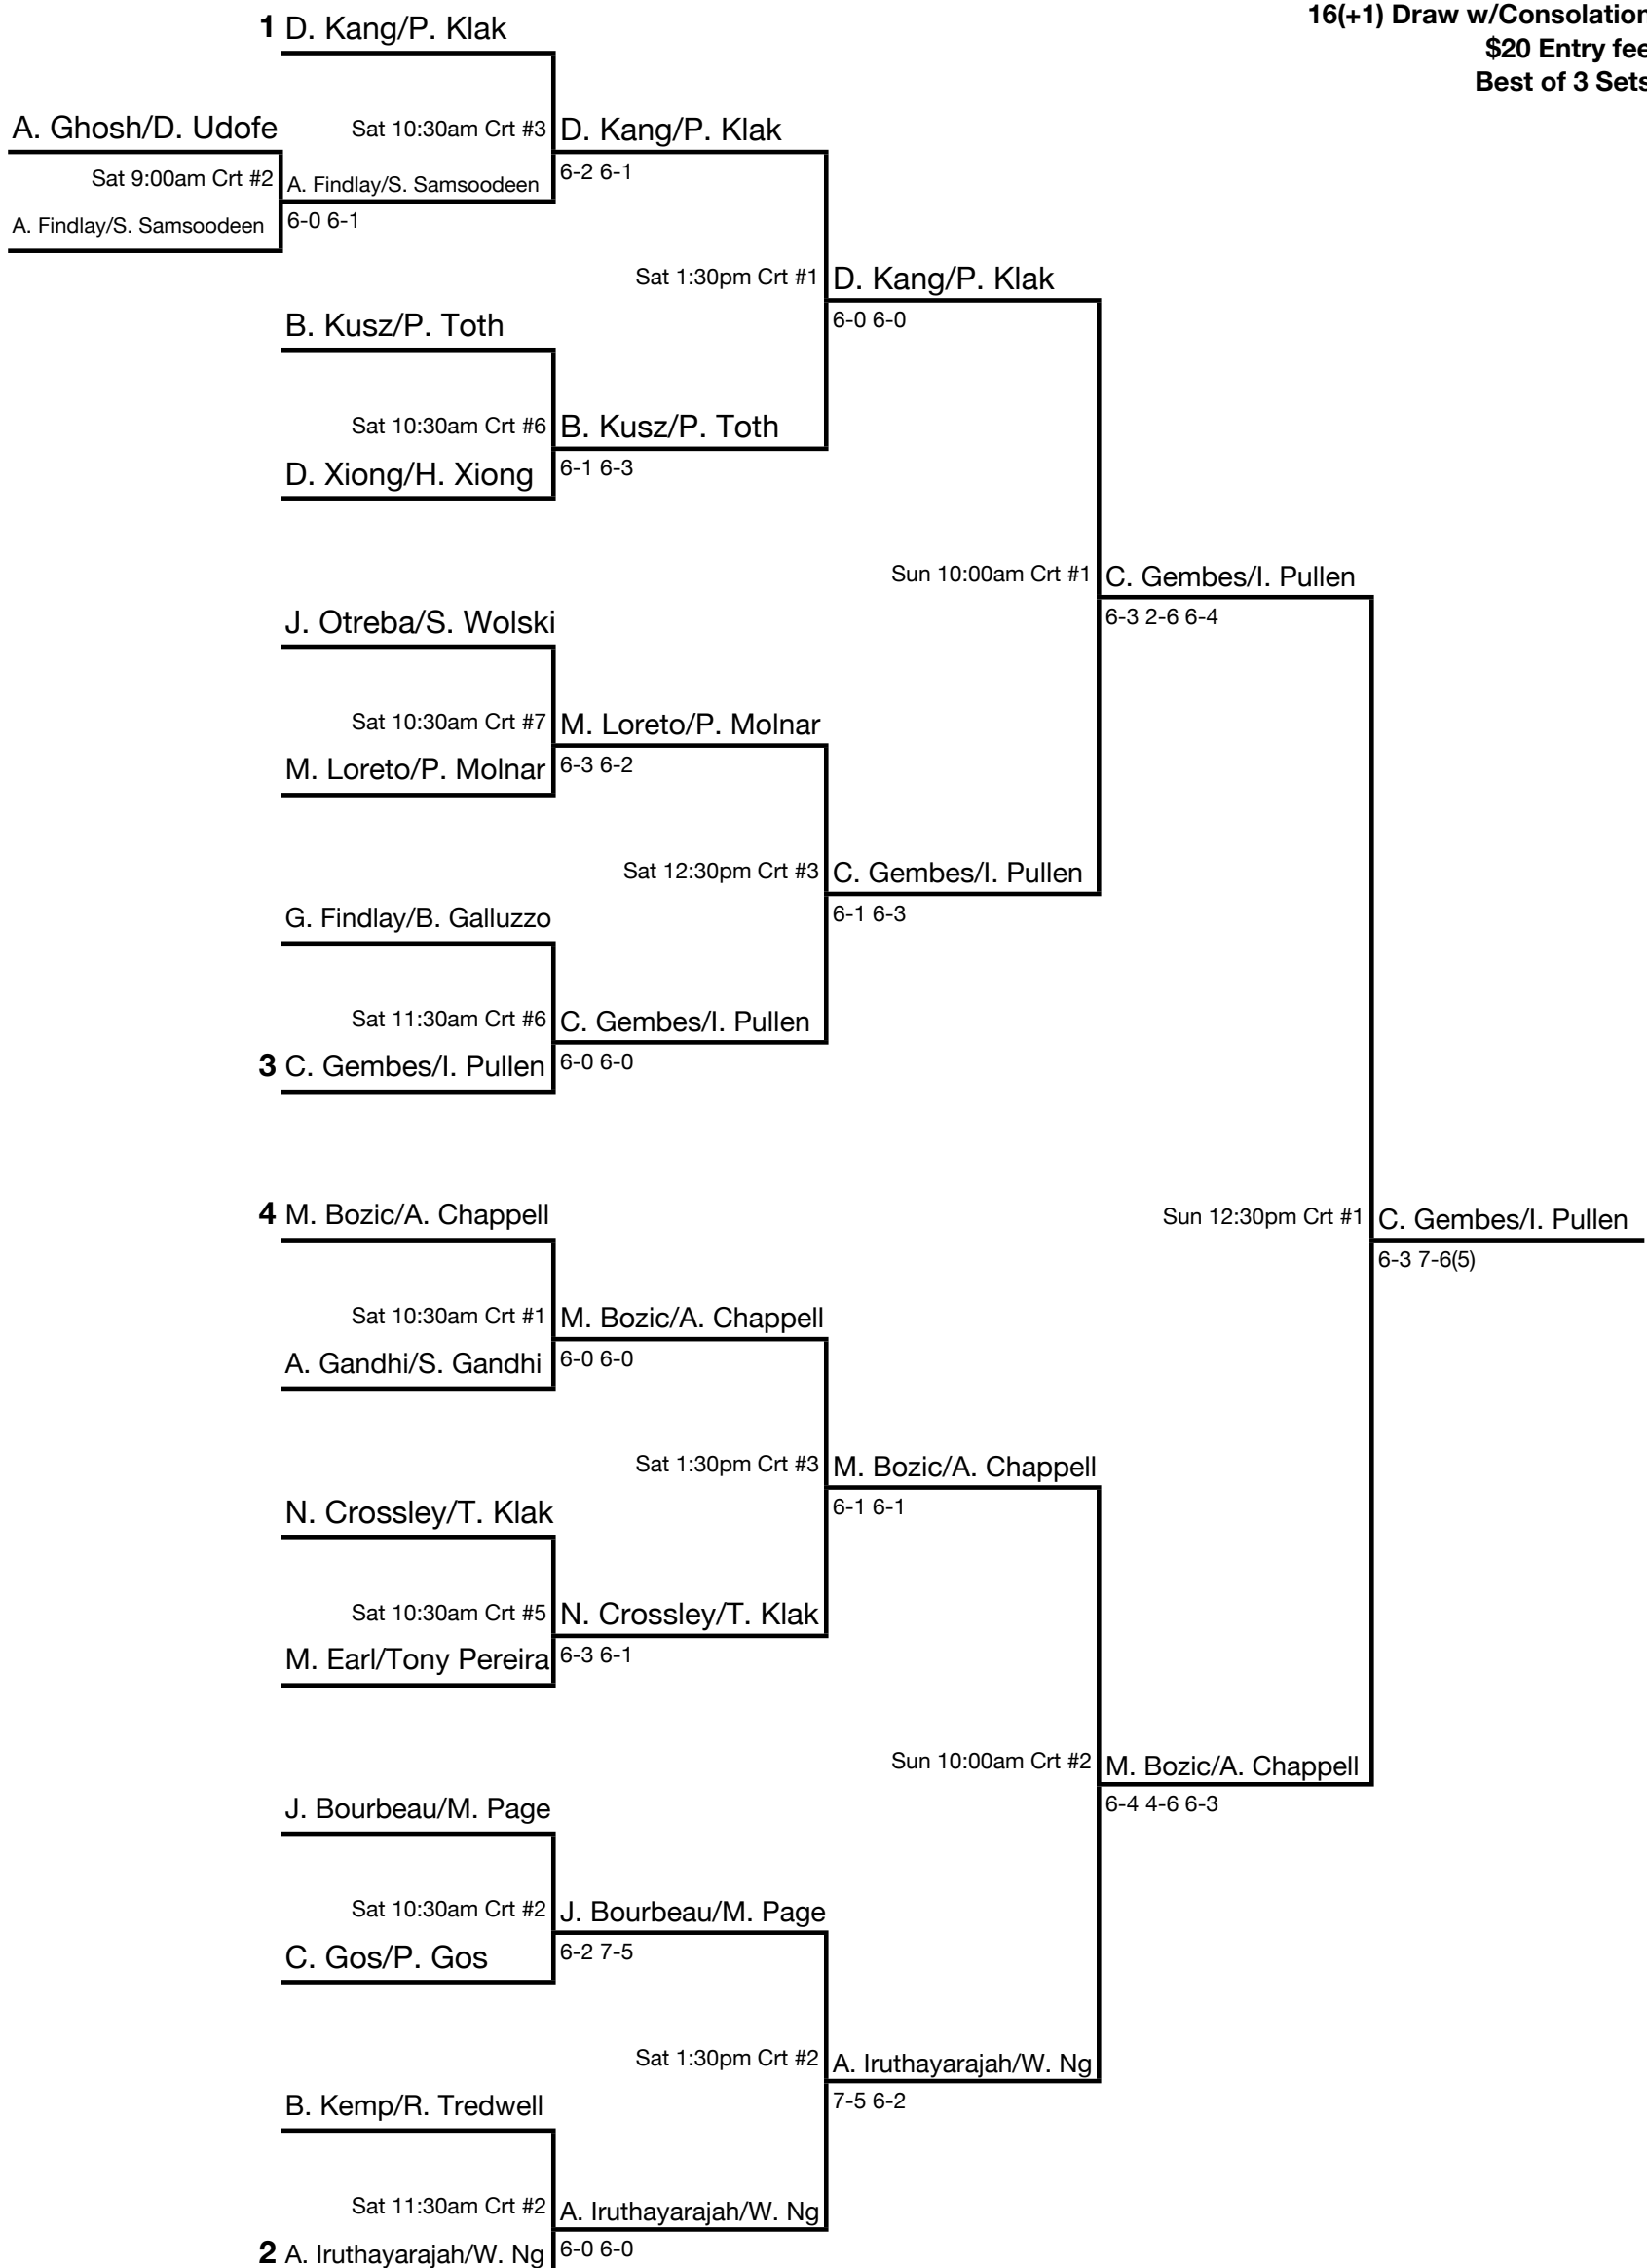 16(+1) Draw w/Consolation
$20 Entry fee
Best of 3 Sets
1 D. Kang/P. Klak
A. Ghosh/D. Udofe
Sat 10:30am Crt #3
D. Kang/P. Klak
Sat 9:00am Crt #2
A. Findlay/S. Samsoodeen
6-2 6-1
A. Findlay/S. Samsoodeen
6-0 6-1
Sat 1:30pm Crt #1
D. Kang/P. Klak
6-0 6-0
B. Kusz/P. Toth
Sat 10:30am Crt #6
B. Kusz/P. Toth
D. Xiong/H. Xiong
6-1 6-3
Sun 10:00am Crt #1
C. Gembes/I. Pullen
6-3 2-6 6-4
J. Otreba/S. Wolski
Sat 10:30am Crt #7
M. Loreto/P. Molnar
M. Loreto/P. Molnar
6-3 6-2
Sat 12:30pm Crt #3
C. Gembes/I. Pullen
6-1 6-3
G. Findlay/B. Galluzzo
Sat 11:30am Crt #6
C. Gembes/I. Pullen
3 C. Gembes/I. Pullen
6-0 6-0
4 M. Bozic/A. Chappell
Sun 12:30pm Crt #1
C. Gembes/I. Pullen
6-3 7-6(5)
Sat 10:30am Crt #1
M. Bozic/A. Chappell
A. Gandhi/S. Gandhi
6-0 6-0
Sat 1:30pm Crt #3
M. Bozic/A. Chappell
6-1 6-1
N. Crossley/T. Klak
Sat 10:30am Crt #5
N. Crossley/T. Klak
M. Earl/Tony Pereira
6-3 6-1
Sun 10:00am Crt #2
M. Bozic/A. Chappell
6-4 4-6 6-3
J. Bourbeau/M. Page
Sat 10:30am Crt #2
J. Bourbeau/M. Page
C. Gos/P. Gos
6-2 7-5
Sat 1:30pm Crt #2
A. Iruthayarajah/W. Ng
7-5 6-2
B. Kemp/R. Tredwell
Sat 11:30am Crt #2
A. Iruthayarajah/W. Ng
2 A. Iruthayarajah/W. Ng
6-0 6-0